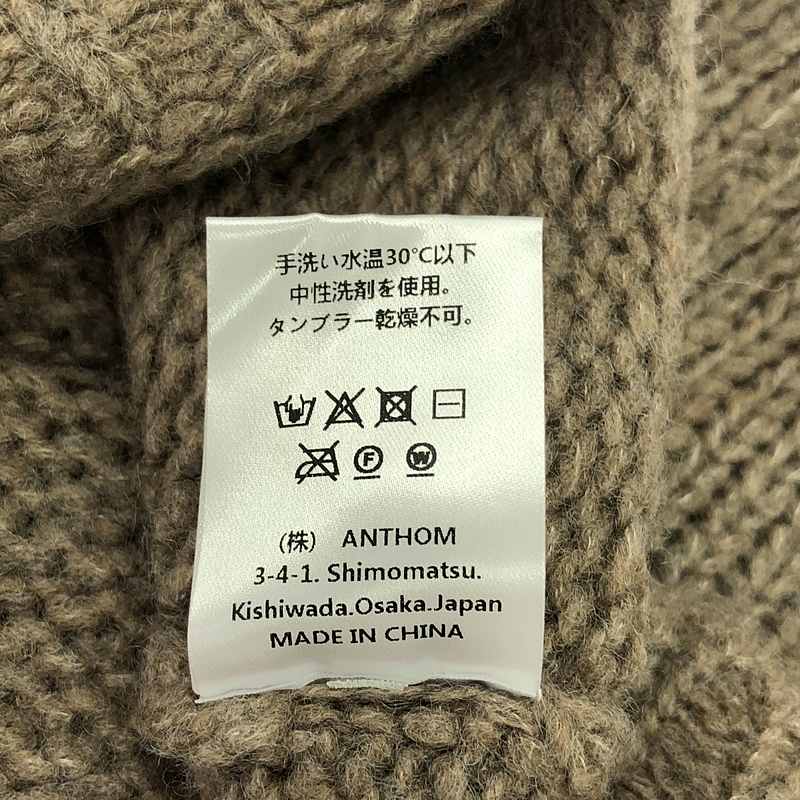 手洗い水温30℃以下
中性洗剤を使用。
タンブラー乾燥不可。
F W
(株) ANTHOM
3-4-1. Shimomatsu.
Kishiwada.Osaka.Japan
MADE IN CHINA